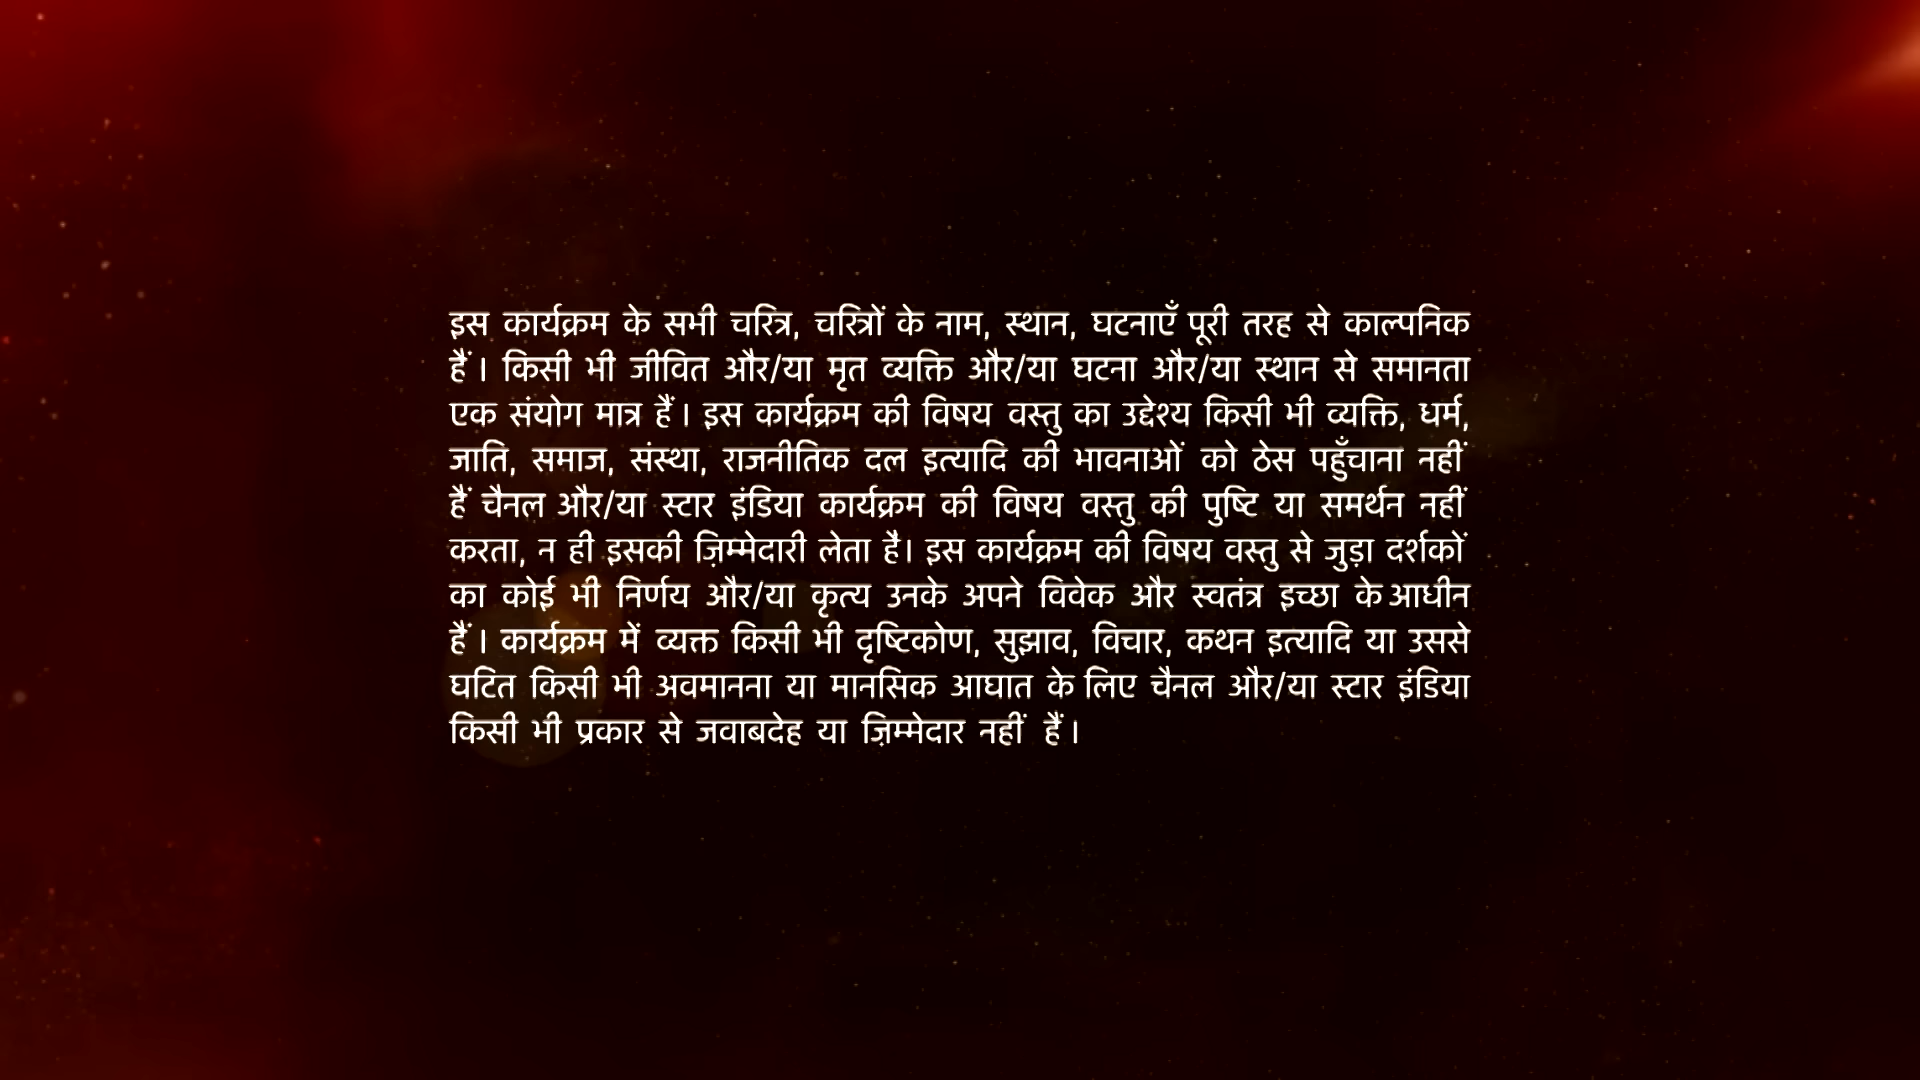 इस कार्यक्रम के सभी चरित्र, चरित्रों के नाम, स्थान, घटनाएँ पूरी तरह से काल्पनिक
हैं। किसी भी जीवित और/या मृत व्यक्ति और/या घटना और/या स्थान से समानता
एक संयोग मात्र हैं। इस कार्यक्रम की विषय वस्तु का उद्देश्य किसी भी व्यक्ति, धर्म,
जाति, समाज, संस्था, राजनीतिक दल इत्यादि की भावनाओं को ठेस पहुँचाना नहीं
हैं चैनल और/या स्टार इंडिया कार्यक्रम की विषय वस्तु की पुष्टि या समर्थन नहीं
करता, न ही इसकी ज़िम्मेदारी लेता है। इस कार्यक्रम की विषय वस्तु से जुड़ा दर्शकों
का कोई भी निर्णय और/या कृत्य उनके अपने विवेक और स्वतंत्र इच्छा के आधीन
हैं। कार्यक्रम में व्यक्त किसी भी दृष्टिकोण, सुझाव, विचार, कथन इत्यादि या उससे
घटित किसी भी अवमानना या मानसिक आघात के लिए चैनल और/या स्टार इंडिया
किसी भी प्रकार से जवाबदेह या ज़िम्मेदार नहीं हैं।